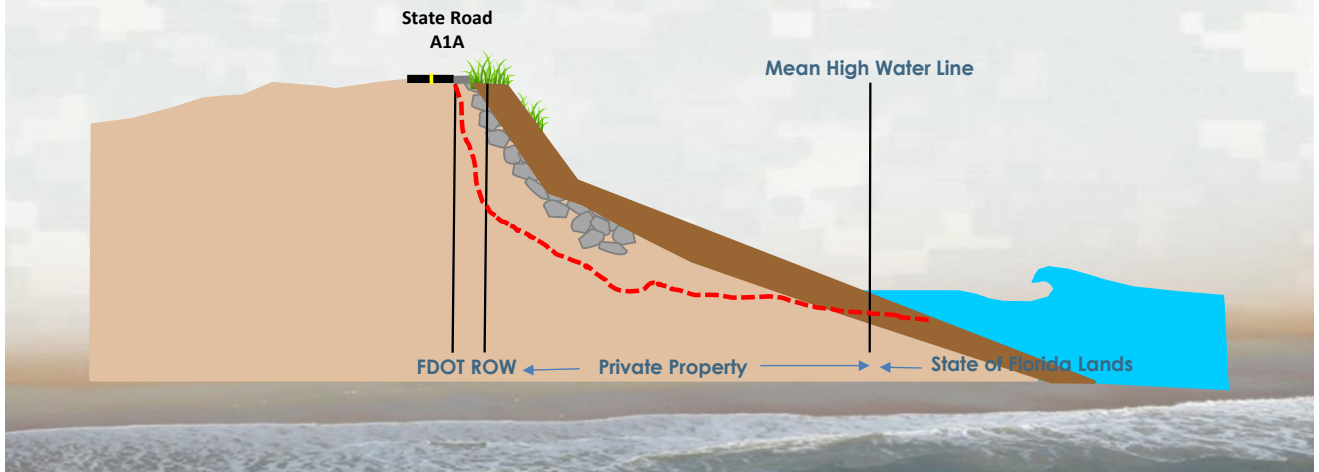 State Road
A1A
Mean High Water Line
FDOT ROW
Private Property
State of Florida Lands